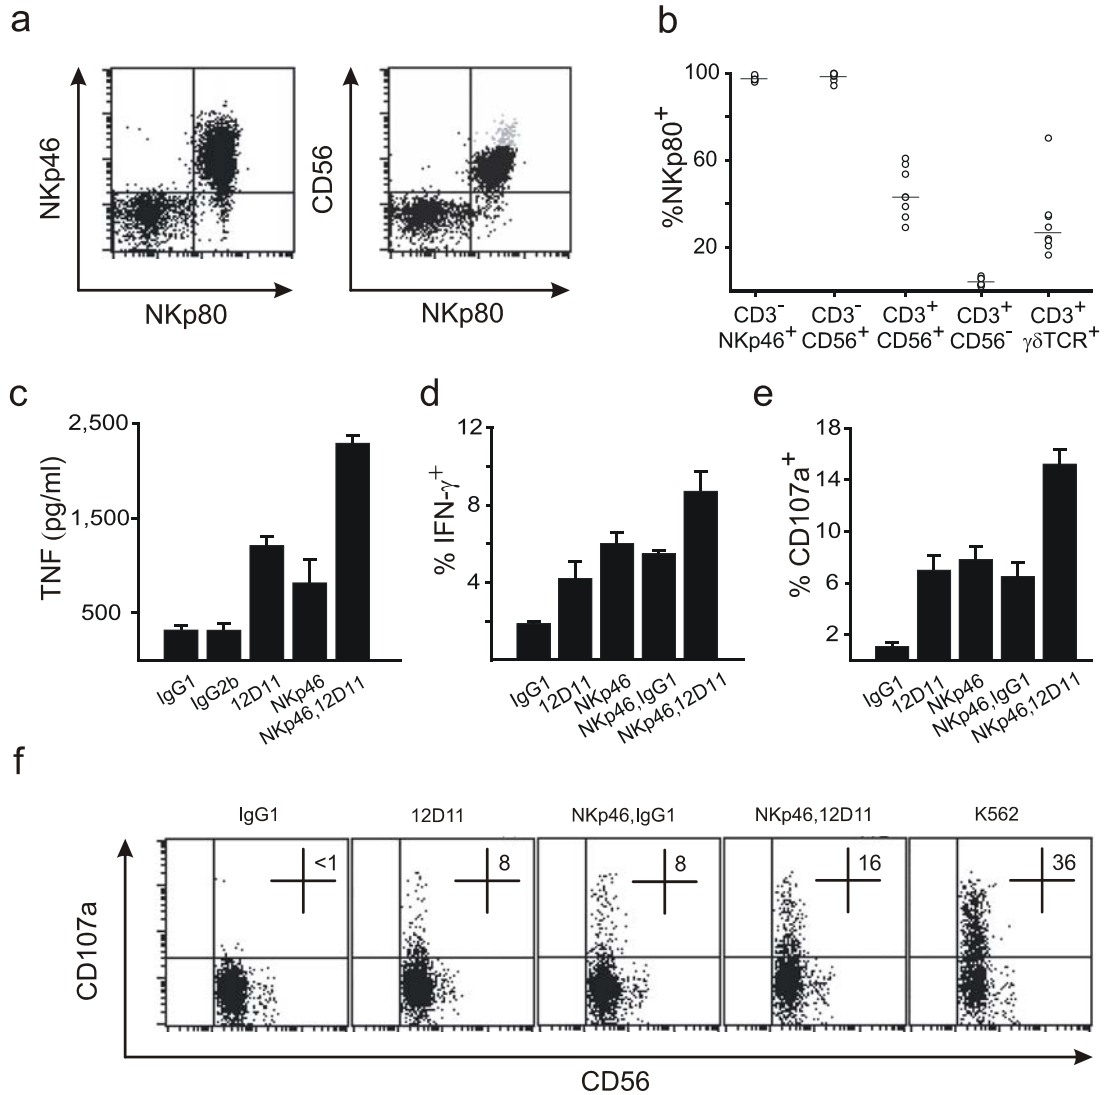 a
NKp46
NKp80
CD56
NKp80
b
%NKp80+
100
60
20
CD3- CD3- CD3+ CD3+ CD3+
NKp46+ CD56+ CD56+ CD56- γδTCR+
c
TNF (pg/ml)
2,500
1,500
500
IgG1
IgG2b
12D11
NKp46
NKp46,12D11
d
% IFN-γ+
12
8
4
IgG1
12D11
NKp46
NKp46,IgG1
NKp46,12D11
e
% CD107a+
18
14
10
6
2
IgG1
12D11
NKp46
NKp46,IgG1
NKp46,12D11
f
IgG1 12D11 NKp46,IgG1 NKp46,12D11 K562
<1 8 8 16 36
CD107a
CD56